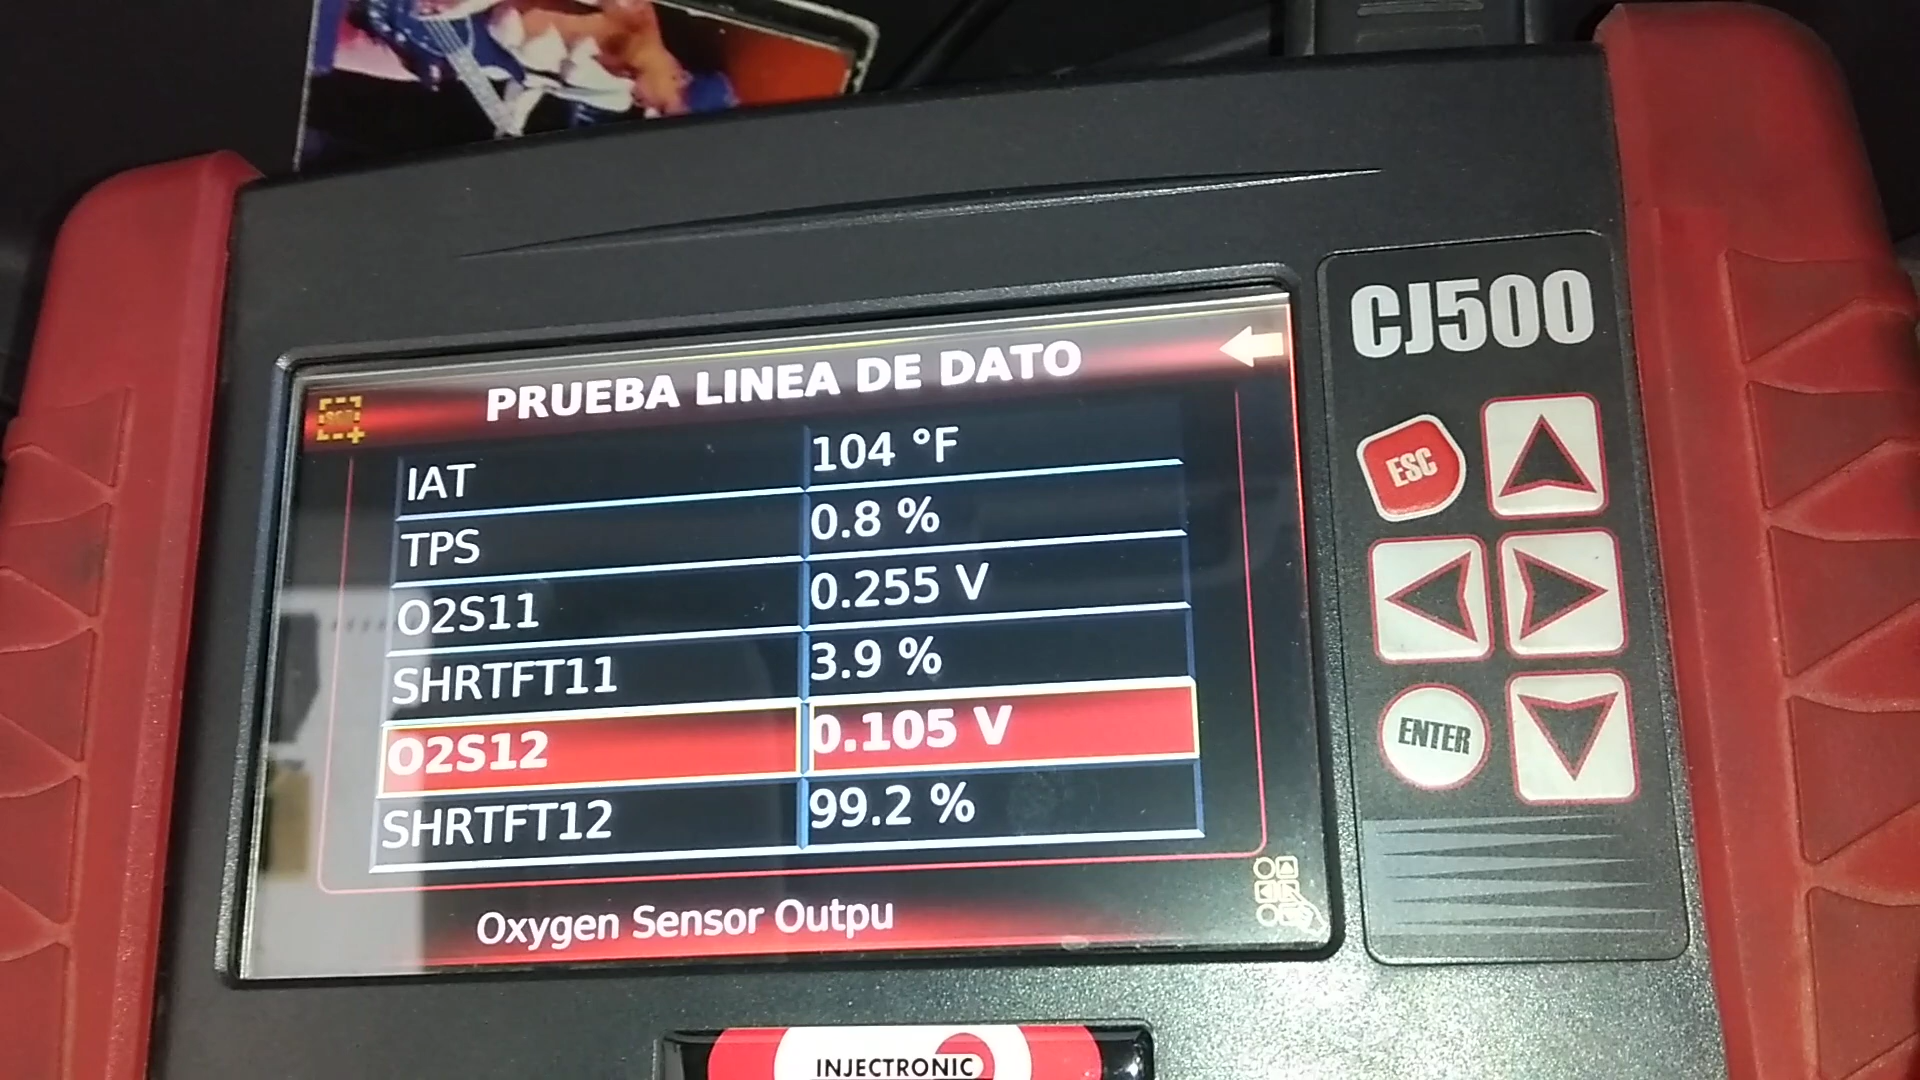 CJ500
PRUEBA LINEA DE DATO
IAT 104 °F
TPS 0.8 %
O2S11 0.255 V
SHRTFT11 3.9 %
O2S12 0.105 V
SHRTFT12 99.2 %
Oxygen Sensor Outpu
ESC
ENTER
INJECTRONIC